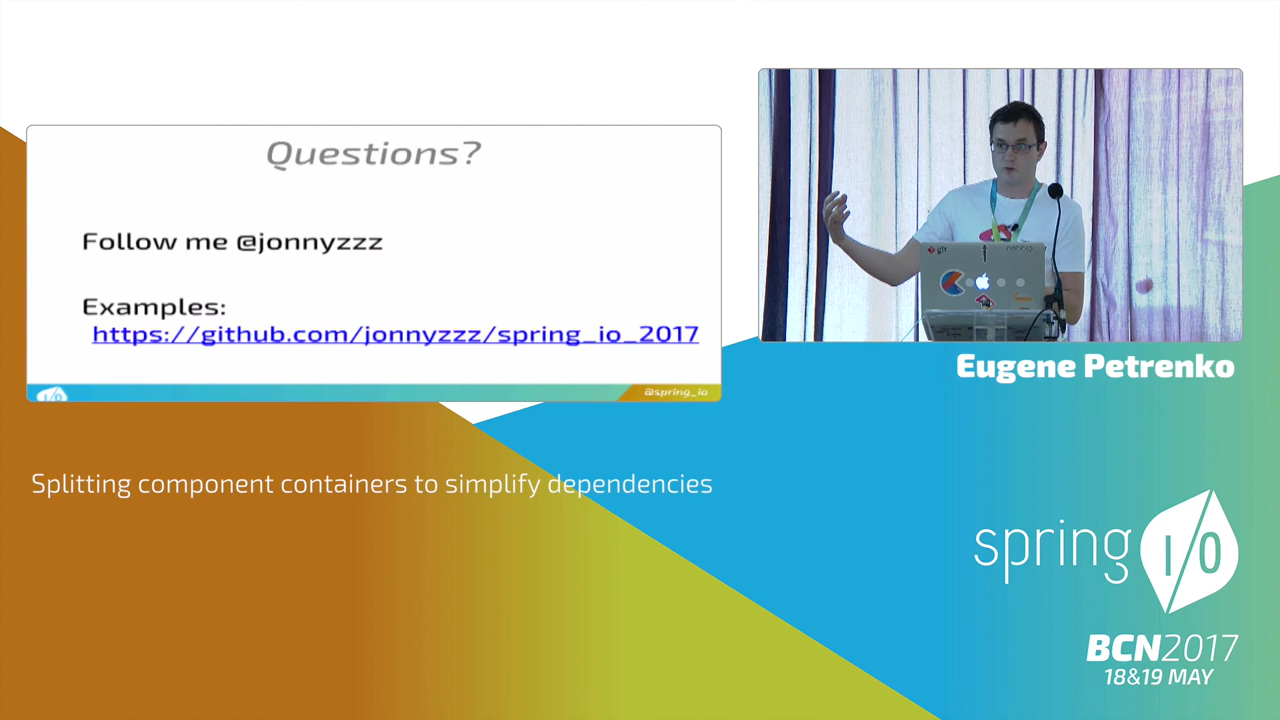 Questions?
Follow me @jonnyzzz
Examples:
https://github.com/jonnyzzz/spring_io_2017
I/O
@spring_io
git
Eugene Petrenko
Splitting component containers to simplify dependencies
spring I/O
BCN2017
18&19 MAY